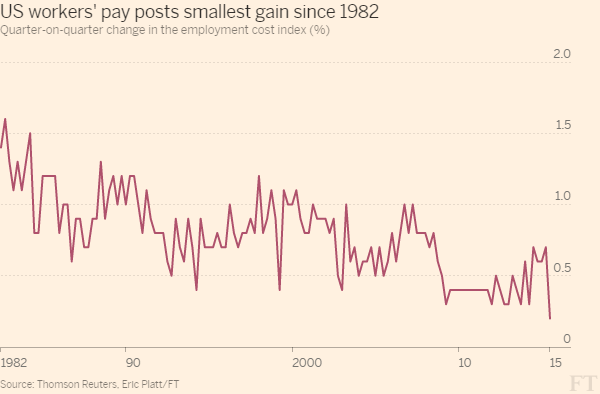 US workers' pay posts smallest gain since 1982
Quarter-on-quarter change in the employment cost index (%)
2.0
1.5
1.0
0.5
0
1982 90 2000 10 15
Source: Thomson Reuters, Eric Platt/FT
FT